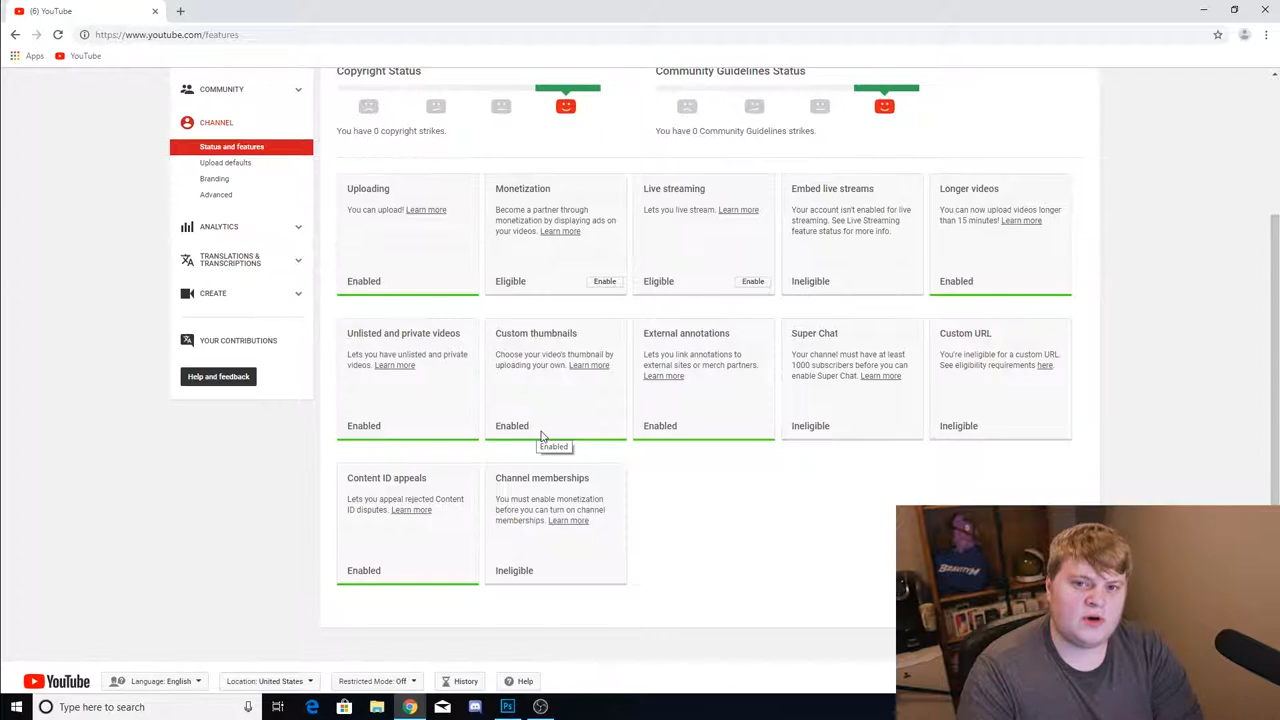 (6) YouTube
https://www.youtube.com/features
Apps
YouTube
COMMUNITY
CHANNEL
Status and features
Upload defaults
Branding
Advanced
ANALYTICS
TRANSLATIONS &
TRANSCRIPTIONS
CREATE
YOUR CONTRIBUTIONS
Help and feedback
Copyright Status
You have 0 copyright strikes.
Community Guidelines Status
You have 0 Community Guidelines strikes.
Uploading
You can upload! Learn more
Enabled
Monetization
Become a partner through
monetization by displaying ads on
your videos. Learn more
Eligible
Enable
Live streaming
Lets you live stream. Learn more
Eligible
Enable
Embed live streams
Your account isn't enabled for live
streaming. See Live Streaming
feature status for more info.
Ineligible
Longer videos
You can now upload videos longer
than 15 minutes! Learn more
Enabled
Unlisted and private videos
Lets you have unlisted and private
videos. Learn more
Enabled
Custom thumbnails
Choose your video's thumbnail by
uploading your own. Learn more
Enabled
Enabled
External annotations
Lets you link annotations to
external sites or merch partners.
Learn more
Enabled
Super Chat
Your channel must have at least
1000 subscribers before you can
enable Super Chat. Learn more
Ineligible
Custom URL
You're ineligible for a custom URL.
See eligibility requirements here.
Ineligible
Content ID appeals
Lets you appeal rejected Content
ID disputes. Learn more
Enabled
Channel memberships
You must enable monetization
before you can turn on channel
memberships. Learn more
Ineligible
YouTube
Language: English
Location: United States
Restricted Mode: Off
History
Help
Type here to search
Ps